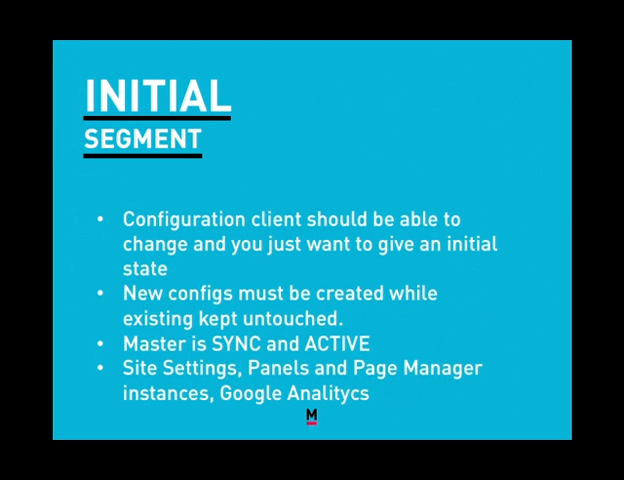 INITIAL
SEGMENT
• Configuration client should be able to
change and you just want to give an initial
state
• New configs must be created while
existing kept untouched.
• Master is SYNC and ACTIVE
• Site Settings, Panels and Page Manager
instances, Google Analitycs
M